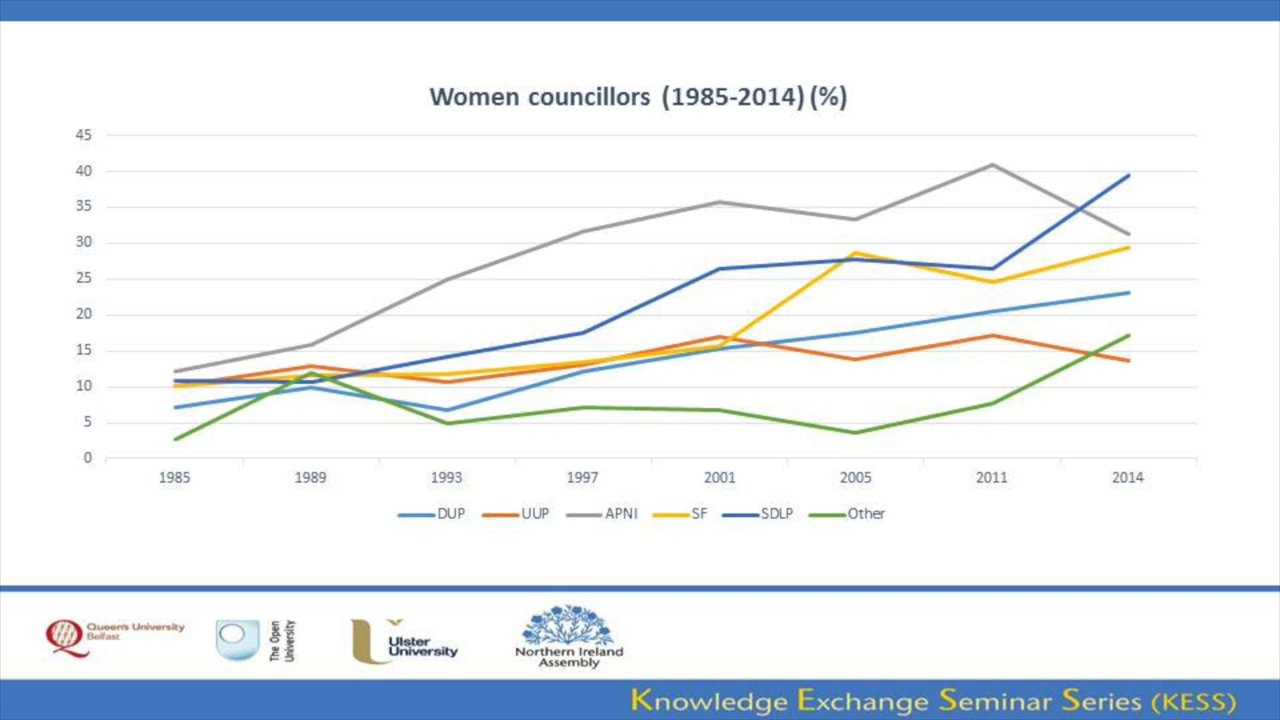 Women councillors (1985-2014) (%)
45
40
35
30
25
20
15
10
5
0
1985 1989 1993 1997 2001 2005 2011 2014
DUP UUP APNI SF SDLP Other
Queen's University
Belfast
The Open
University
Ulster
University
Northern Ireland
Assembly
Knowledge Exchange Seminar Series (KESS)